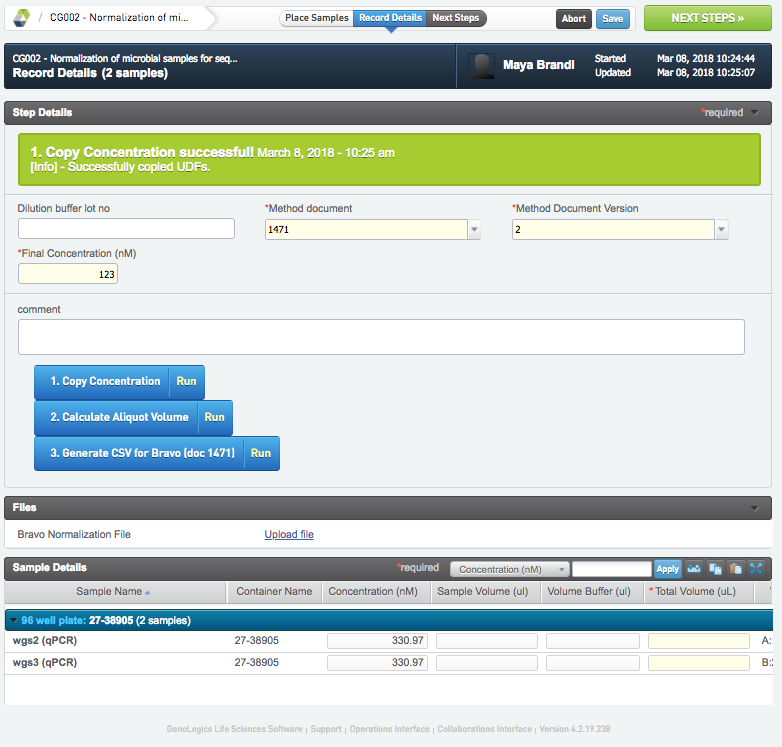 / CG002 - Normalization of mi...
Place Samples Record Details Next Steps
Abort Save NEXT STEPS »
CG002 - Normalization of microbial samples for seq...
Record Details (2 samples)
Maya Brandi
Started Mar 08, 2018 10:24:44
Updated Mar 08, 2018 10:25:07
Step Details *required
1. Copy Concentration successful! March 8, 2018 - 10:25 am
[Info] - Successfully copied UDFs.
Dilution buffer lot no *Method document *Method Document Version
1471 2
*Final Concentration (nM)
123
comment
1. Copy Concentration Run
2. Calculate Aliquot Volume Run
3. Generate CSV for Bravo (doc 1471) Run
Files
Bravo Normalization File Upload file
Sample Details *required Concentration (nM) Apply
Sample Name Container Name Concentration (nM) Sample Volume (ul) Volume Buffer (ul) *Total Volume (uL)
96 well plate: 27-38905 (2 samples)
wgs2 (qPCR) 27-38905 330.97 A:
wgs3 (qPCR) 27-38905 330.97 B:
GenoLogics Life Sciences Software | Support | Operations Interface | Collaborations Interface | Version 4.2.19.238